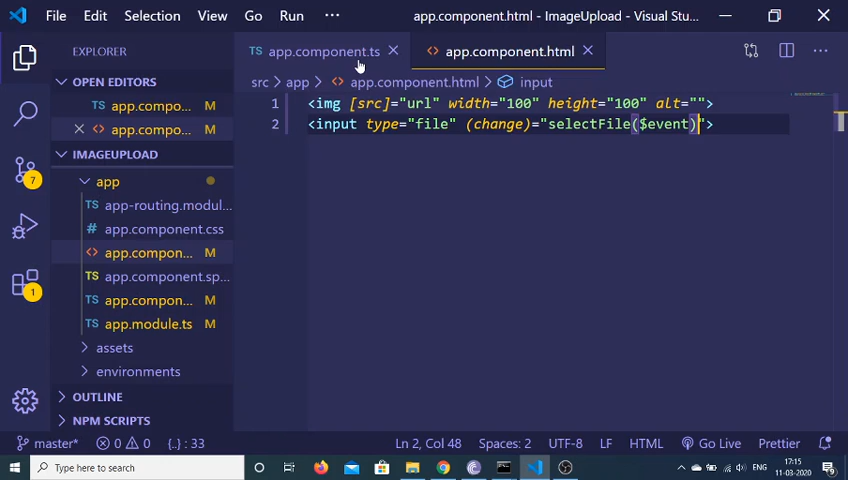 File Edit Selection View Go Run ··· app.component.html - ImageUpload - Visual Stu...
EXPLORER
TS app.component.ts
<> app.component.html
src > app > <> app.component.html > input
OPEN EDITORS
TS app.compo...
<> app.compo...
IMAGEUPLOAD
app
app-routing.modul...
# app.component.css
<> app.compon... M
TS app.component.sp...
TS app.compon... M
TS app.module.ts M
assets
environments
OUTLINE
NPM SCRIPTS
7
1
1 <img [src]="url" width="100" height="100" alt="">
2 <input type="file" (change)="selectFile($event)">
master* 0 0 {..} : 33 Ln 2, Col 48 Spaces: 2 UTF-8 LF HTML Go Live Prettier
Type here to search
ENG
17:15
11-03-2020